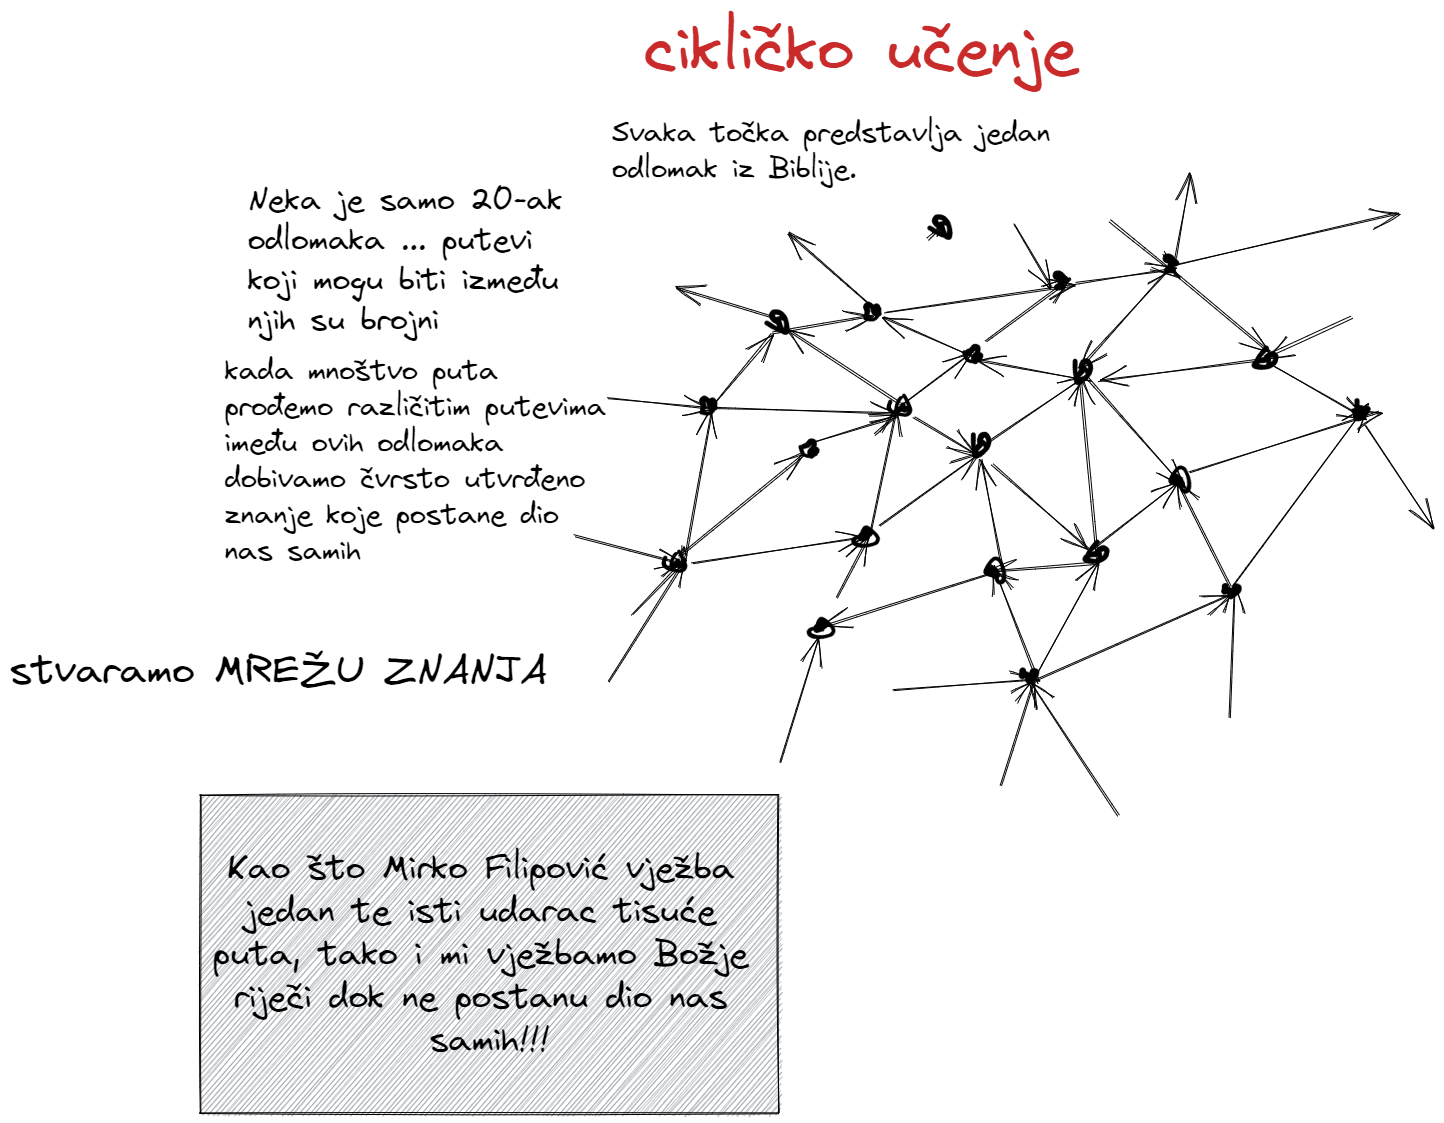 cikličko učenje
Svaka točka predstavlja jedan
odlomak iz Biblije.
Neka je samo 20-ak
odlomaka ... putevi
koji mogu biti između
njih su brojni
kada mnoštvo puta
prođemo različitim putevima
imeđu ovih odlomaka
dobivamo čvrsto utvrđeno
znanje koje postane dio
nas samih
stvaramo MREŽU ZNANJA
Kao što Mirko Filipović vježba
jedan te isti udarac tisuće
puta, tako i mi vježbamo Božje
riječi dok ne postanu dio nas
samih!!!